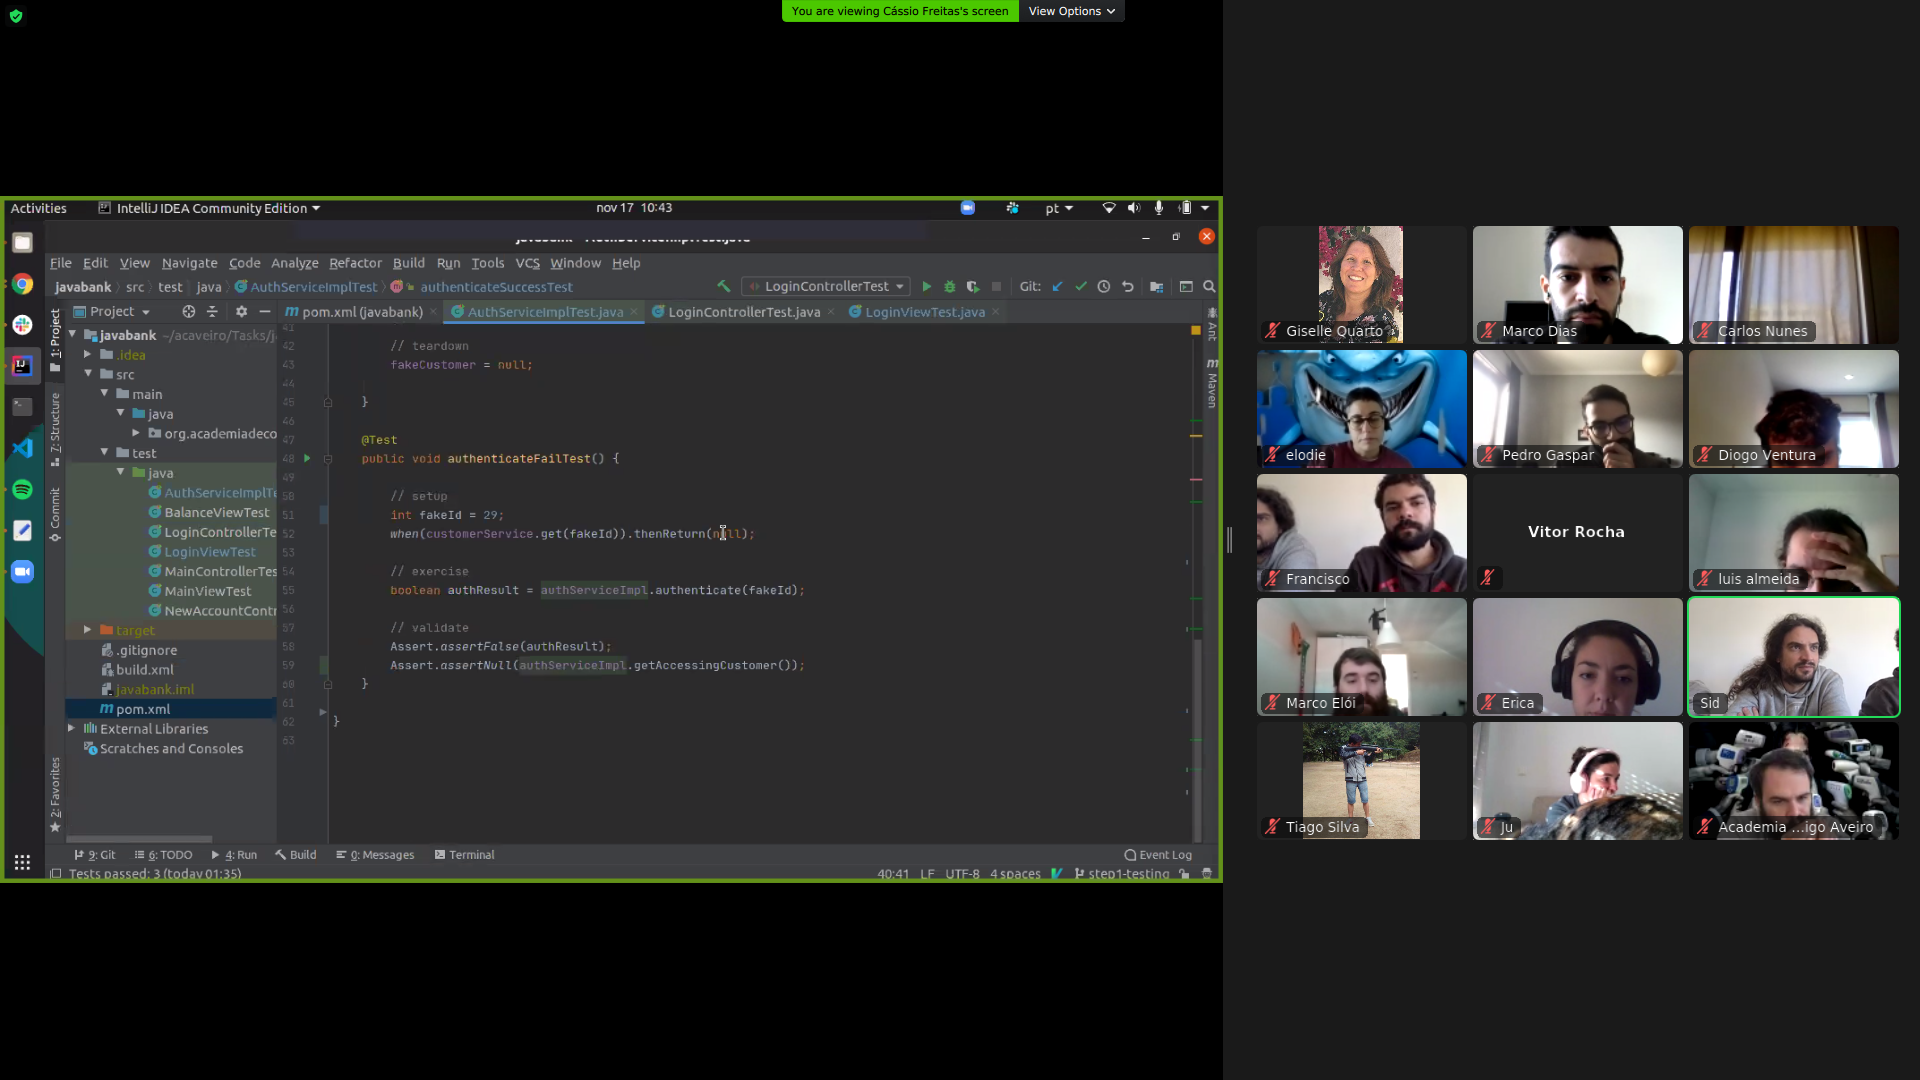 You are viewing Cássio Freitas's screen
View Options
Activities
IntelliJ IDEA Community Edition
nov 17 10:43
pt
File Edit View Navigate Code Analyze Refactor Build Run Tools VCS Window Help
javabank src test java AuthServiceImplTest authenticateSuccessTest
LoginControllerTest
Git:
Project
pom.xml (javabank)
AuthServiceImplTest.java
LoginControllerTest.java
LoginViewTest.java
1: Project
7: Structure
Commit
2: Favorites
Ant
Maven
javabank ~/acaveiro/Tasks/j
.idea
src
main
java
org.academiadeco
test
java
AuthServiceImplTe
BalanceViewTest
LoginControllerTe
LoginViewTest
MainControllerTes
MainViewTest
NewAccountContr
target
.gitignore
build.xml
javabank.iml
pom.xml
External Libraries
Scratches and Consoles
41
42 // teardown
43 fakeCustomer = null;
44
45 }
46
47 @Test
48 public void authenticateFailTest() {
49
50 // setup
51 int fakeId = 29;
52 when(customerService.get(fakeId)).thenReturn(null);
53
54 // exercise
55 boolean authResult = authServiceImpl.authenticate(fakeId);
56
57 // validate
58 Assert.assertFalse(authResult);
59 Assert.assertNull(authServiceImpl.getAccessingCustomer());
60 }
61
62 }
63
9: Git 6: TODO 4: Run Build 0: Messages Terminal
Event Log
Tests passed: 3 (today 01:35)
40:41 LF UTF-8 4 spaces step1-testing
Giselle Quarto
Marco Dias
Carlos Nunes
elodie
Pedro Gaspar
Diogo Ventura
Francisco
Vitor Rocha
luis almeida
Marco Elói
Erica
Sid
Tiago Silva
Ju
Academia ...igo Aveiro